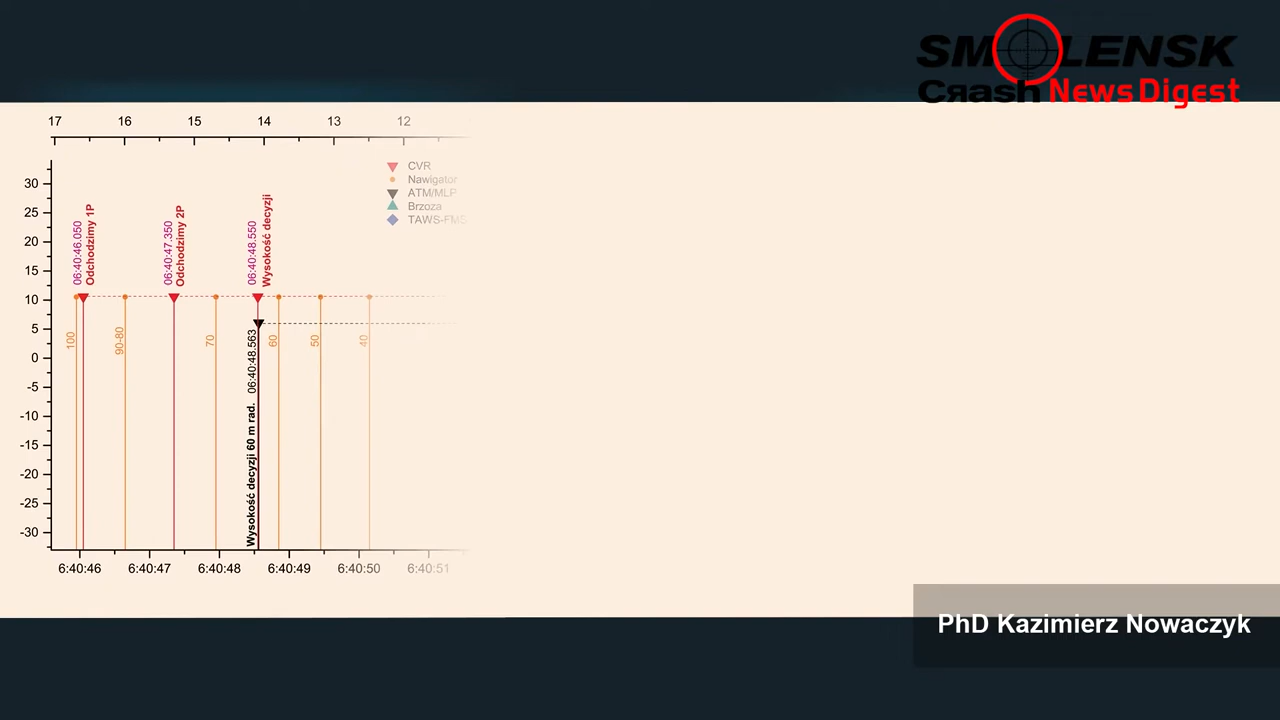 SMOLENSK
Crash NewsDigest
17 16 15 14 13 12
CVR
Nawigator
ATM/MLP
Brzoza
TAWS-FMS
30
25
20
15
10
5
0
-5
-10
-15
-20
-25
-30
06:40:46.050
Odchodzimy 1P
06:40:47.350
Odchodzimy 2P
06:40:48.550
Wysokość decyzji
100
90-80
70
Wysokość decyzji 60 m rad. 06:40:48.563
60
50
40
6:40:46 6:40:47 6:40:48 6:40:49 6:40:50 6:40:51
PhD Kazimierz Nowaczyk